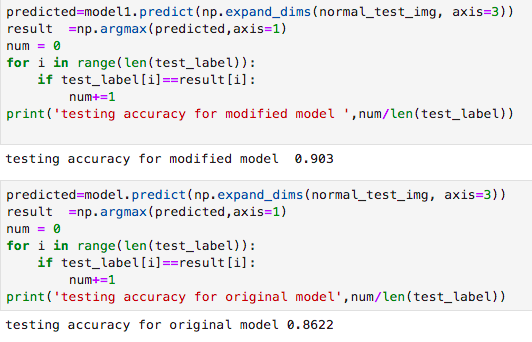 predicted=model1.predict(np.expand_dims(normal_test_img, axis=3))
result  =np.argmax(predicted,axis=1)
num = 0
for i in range(len(test_label)):
    if test_label[i]==result[i]:
        num+=1
print('testing accuracy for modified model ',num/len(test_label))
testing accuracy for modified model  0.903
predicted=model.predict(np.expand_dims(normal_test_img, axis=3))
result  =np.argmax(predicted,axis=1)
num = 0
for i in range(len(test_label)):
    if test_label[i]==result[i]:
        num+=1
print('testing accuracy for original model',num/len(test_label))
testing accuracy for original model 0.8622